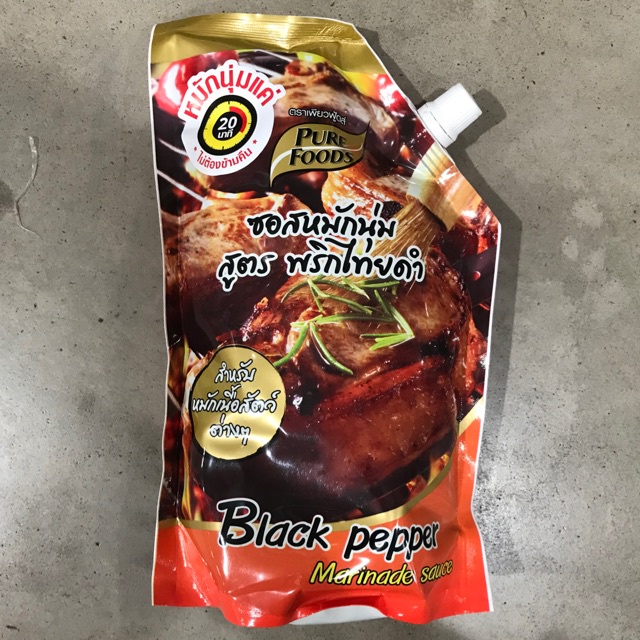 หมักนุ่มแค่
20
นาที
ไม่ต้องข้ามคืน
ตราเพียวฟู้ดส์
PURE
FOODS
ซอสหมักนุ่ม
สูตร พริกไทยดำ
สำหรับ
หมักเนื้อสัตว์
ต่างๆ
Black pepper
Marinade sauce